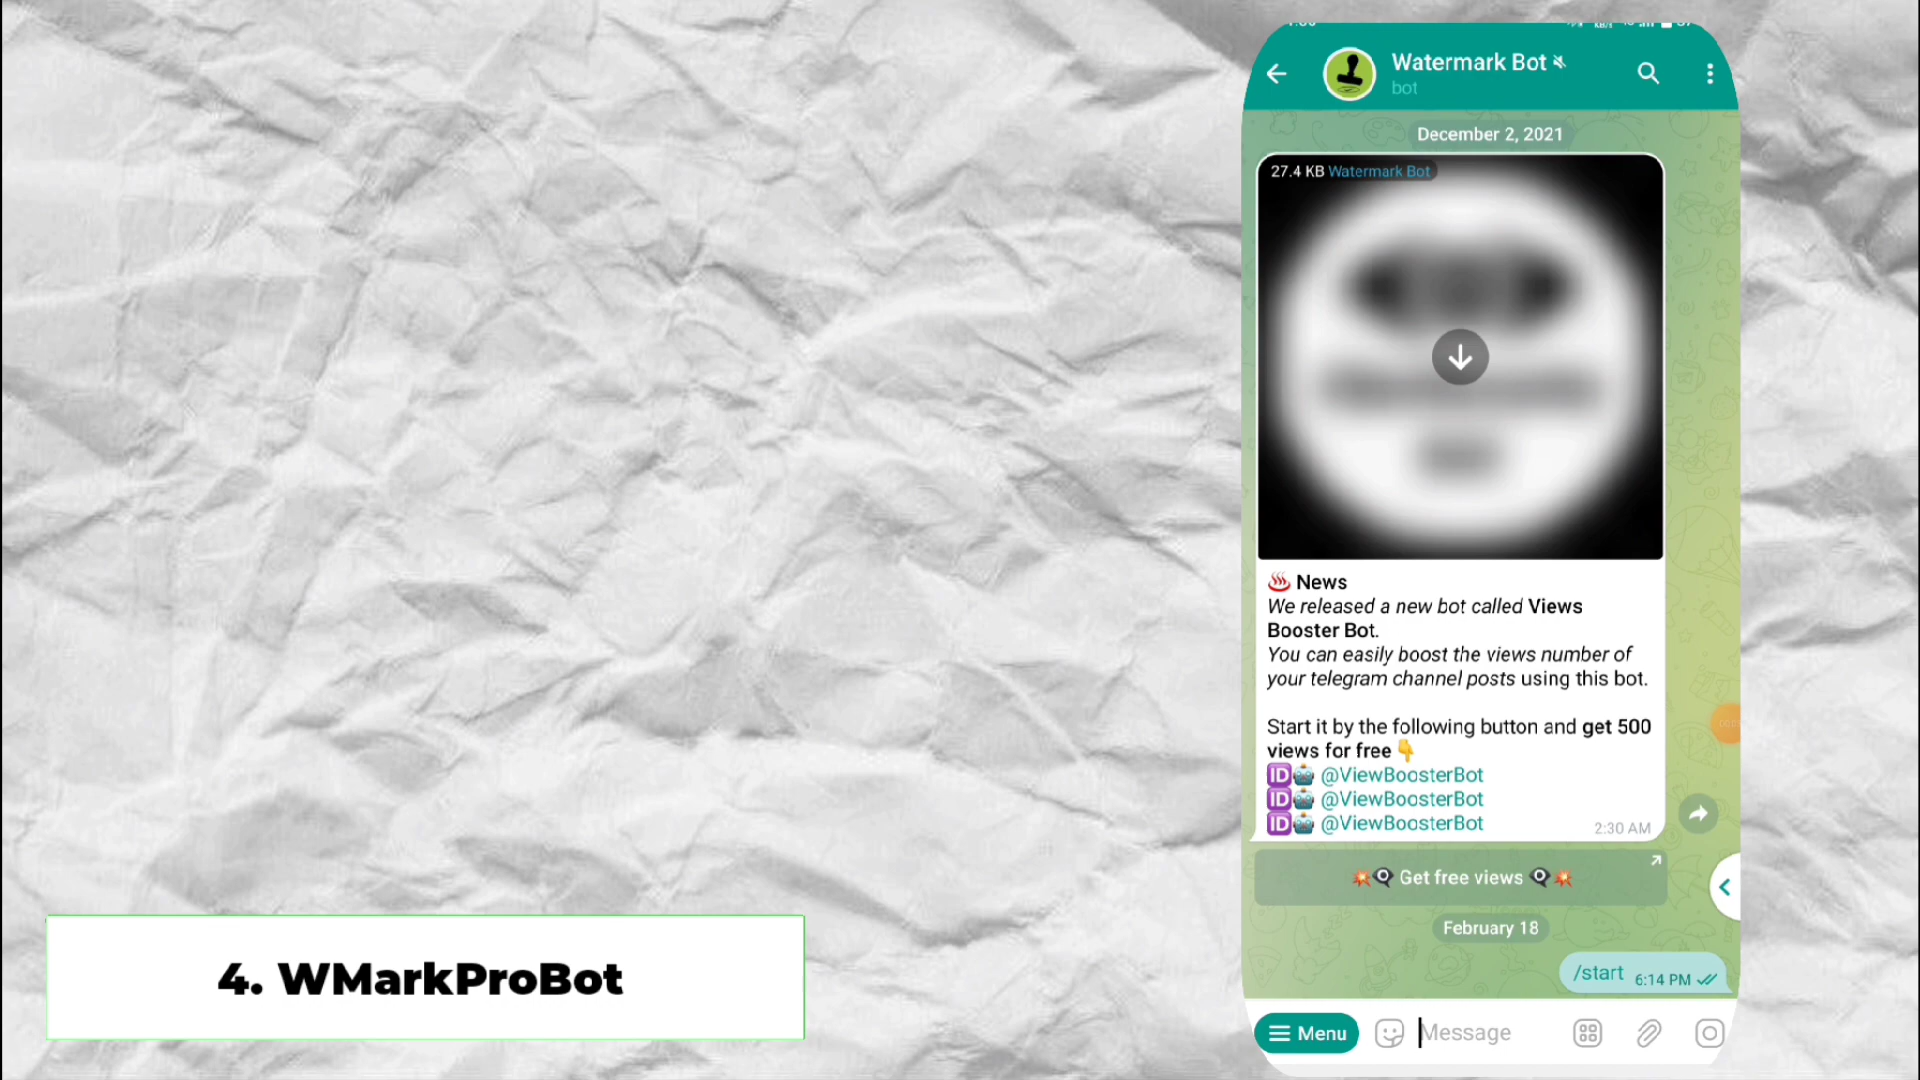 Watermark Bot
bot
December 2, 2021
27.4 KB Watermark Bot
♨️ News
We released a new bot called Views
Booster Bot.
You can easily boost the views number of
your telegram channel posts using this bot.
Start it by the following button and get 500
views for free👇
🆔🤖 @ViewBoosterBot
🆔🤖 @ViewBoosterBot
🆔🤖 @ViewBoosterBot
2:30 AM
💥🍳 Get free views 🍳💥
February 18
/start 6:14 PM
Menu
Message
4. WMarkProBot